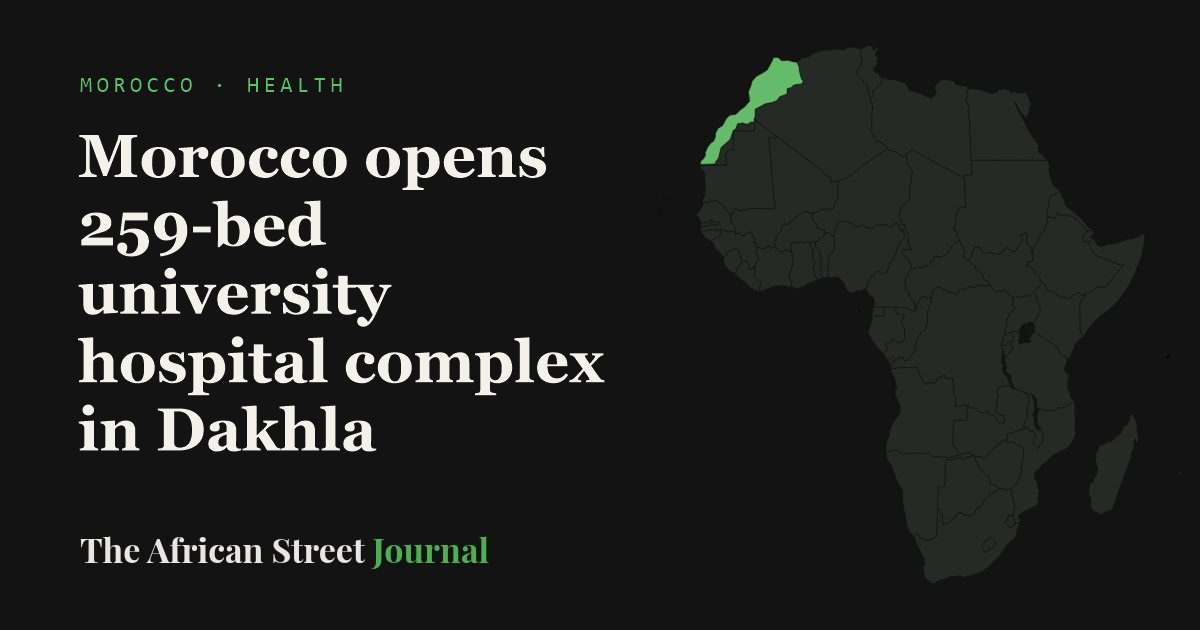 MOROCCO · HEALTH
Morocco opens
259-bed
university
hospital complex
in Dakhla
The African Street Journal